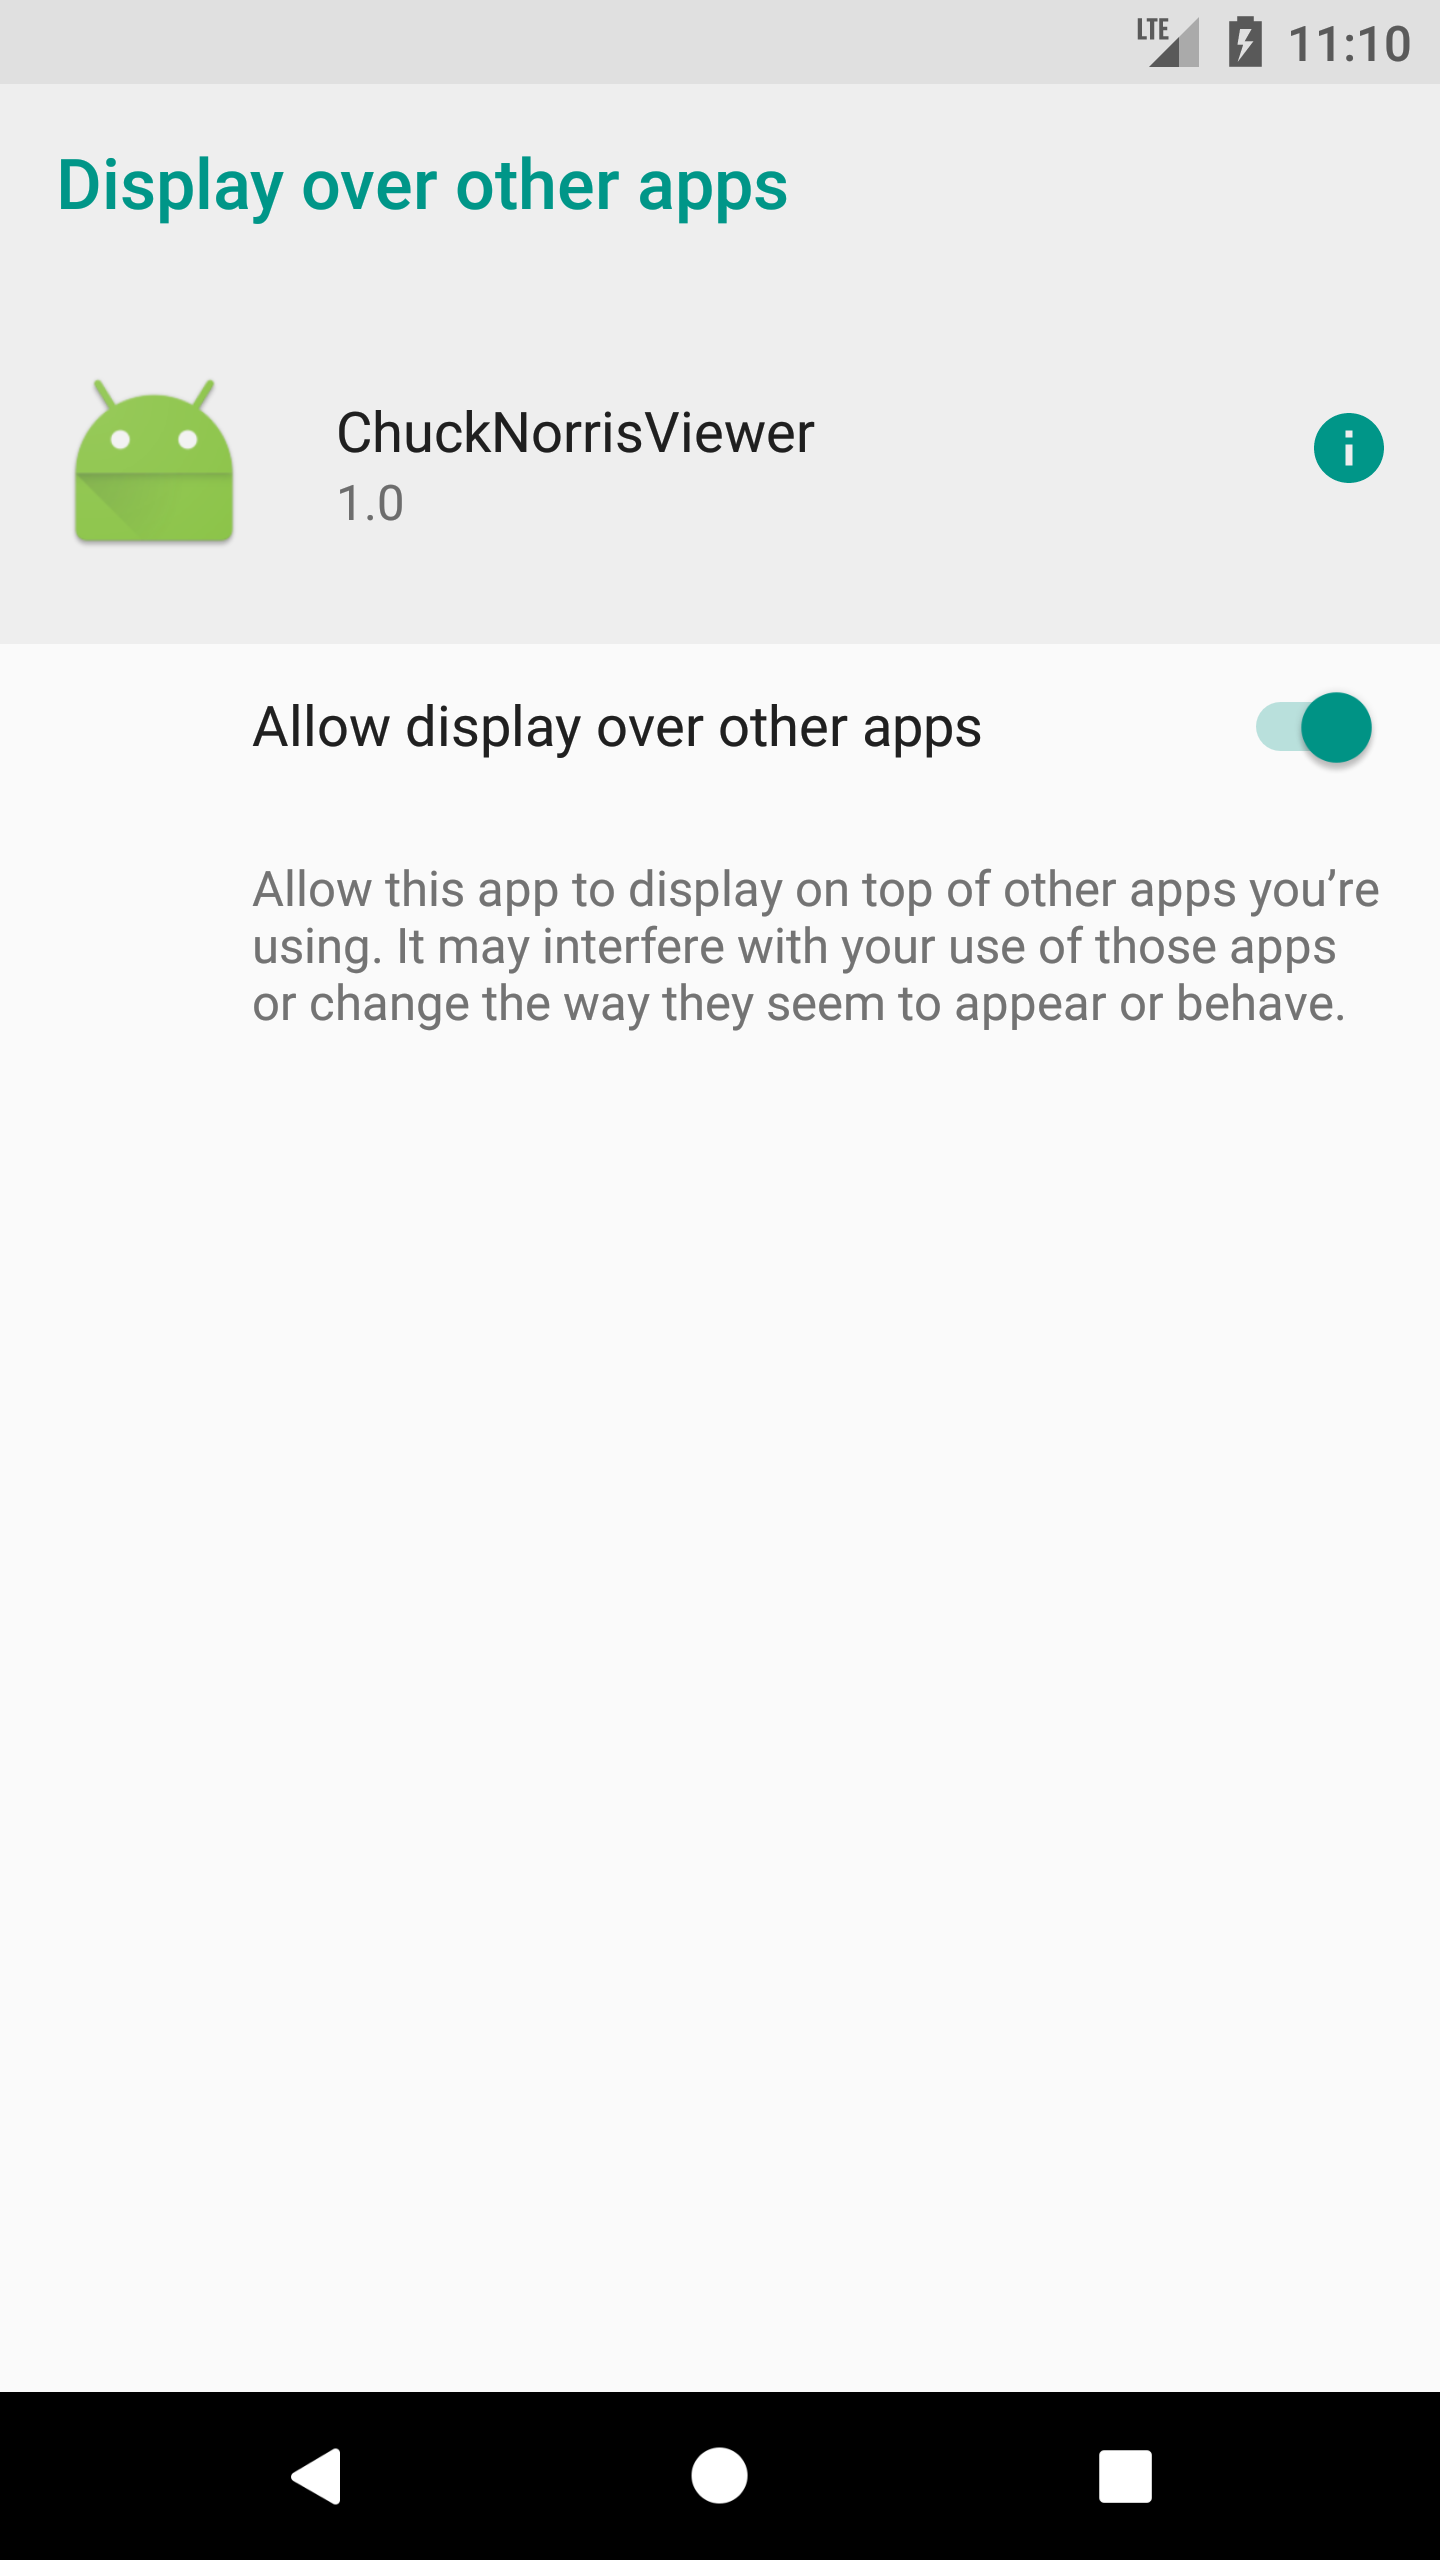 LTE 11:10
Display over other apps
ChuckNorrisViewer
1.0
Allow display over other apps
Allow this app to display on top of other apps you’re
using. It may interfere with your use of those apps
or change the way they seem to appear or behave.